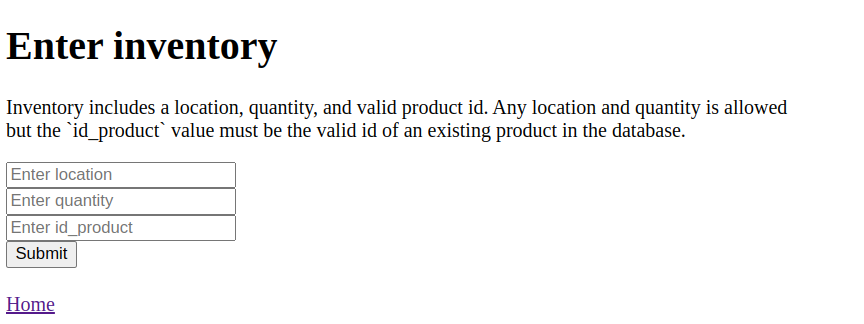 Enter inventory
Inventory includes a location, quantity, and valid product id. Any location and quantity is allowed
but the `id_product` value must be the valid id of an existing product in the database.
Enter location
Enter quantity
Enter id_product
Submit
Home